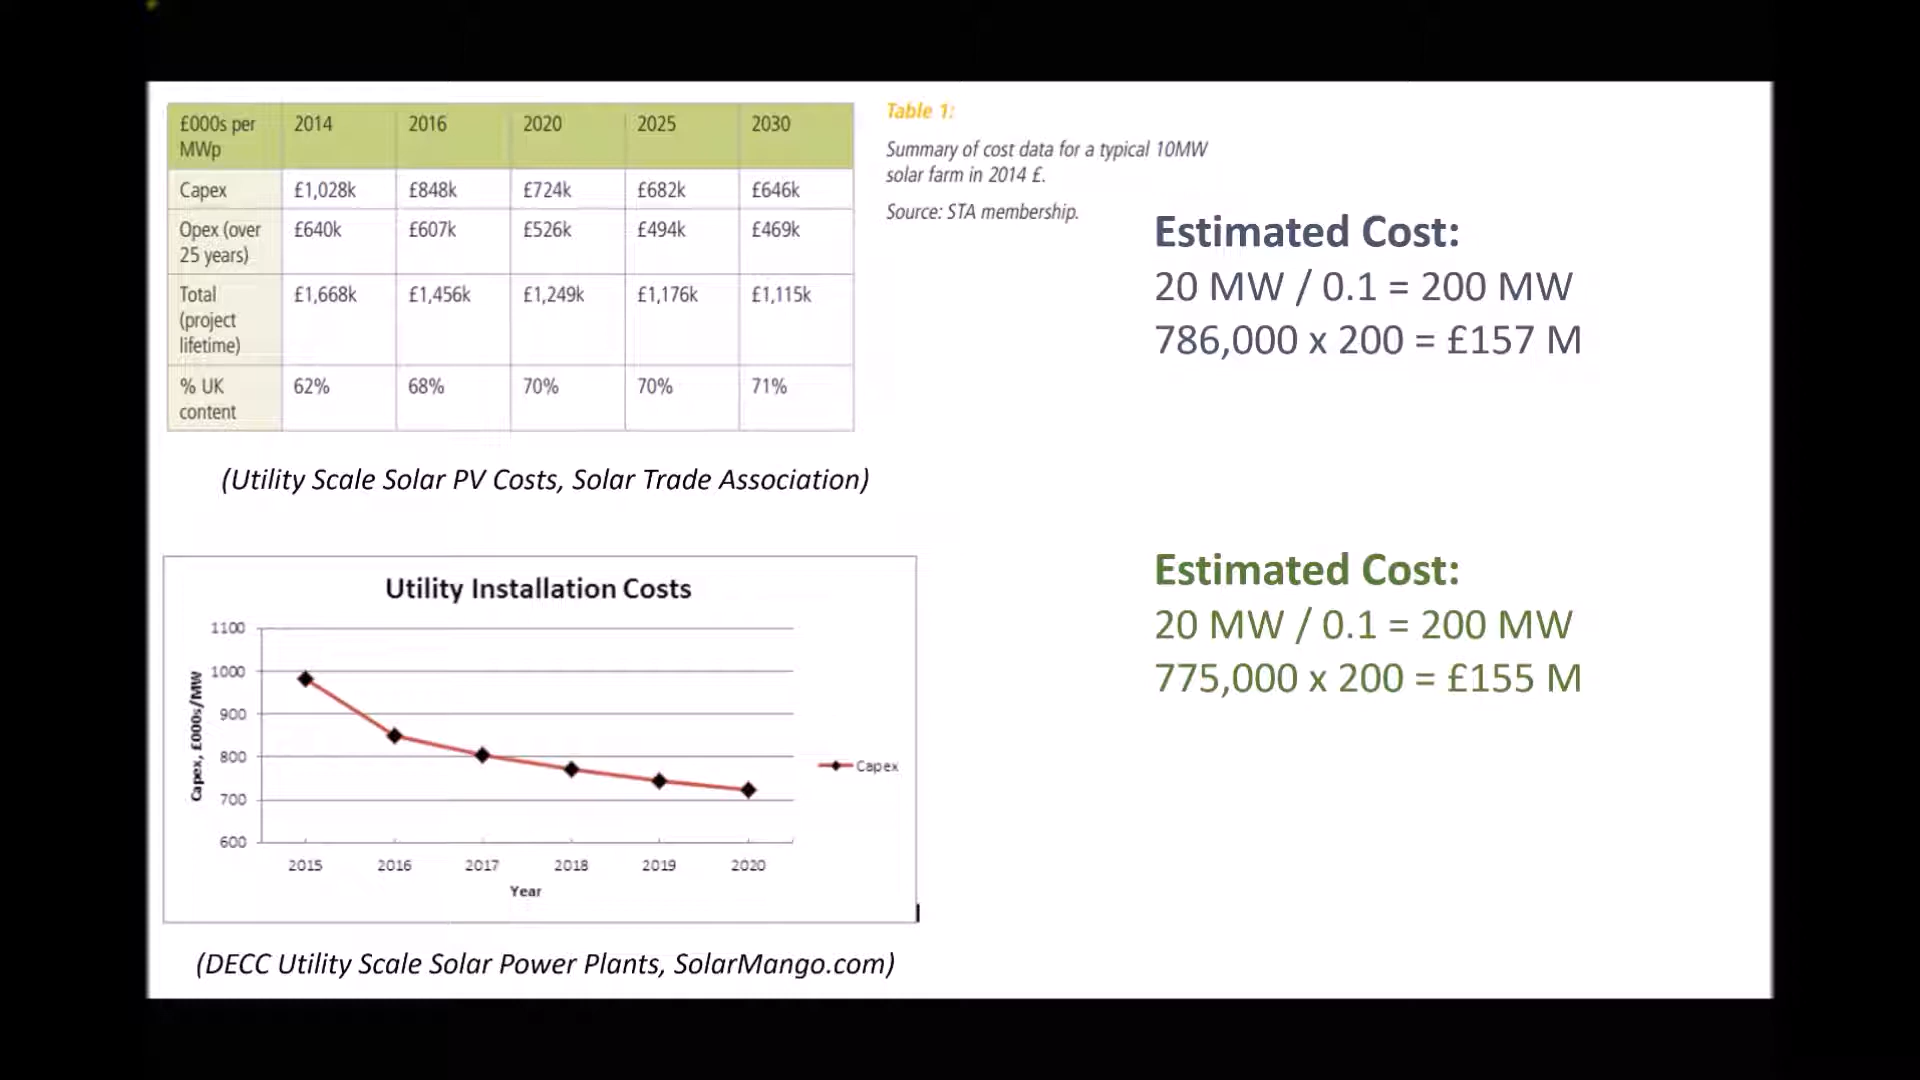 £000s per MWp 2014 2016 2020 2025 2030
Capex £1,028k £848k £724k £682k £646k
Opex (over 25 years) £640k £607k £526k £494k £469k
Total (project lifetime) £1,668k £1,456k £1,249k £1,176k £1,115k
% UK content 62% 68% 70% 70% 71%
Table 1:
Summary of cost data for a typical 10MW
solar farm in 2014 £.
Source: STA membership.
(Utility Scale Solar PV Costs, Solar Trade Association)
Estimated Cost:
20 MW / 0.1 = 200 MW
786,000 x 200 = £157 M
Utility Installation Costs
Capex, £000s/MW
1100
1000
900
800
700
600
2015 2016 2017 2018 2019 2020
Year
Capex
(DECC Utility Scale Solar Power Plants, SolarMango.com)
Estimated Cost:
20 MW / 0.1 = 200 MW
775,000 x 200 = £155 M